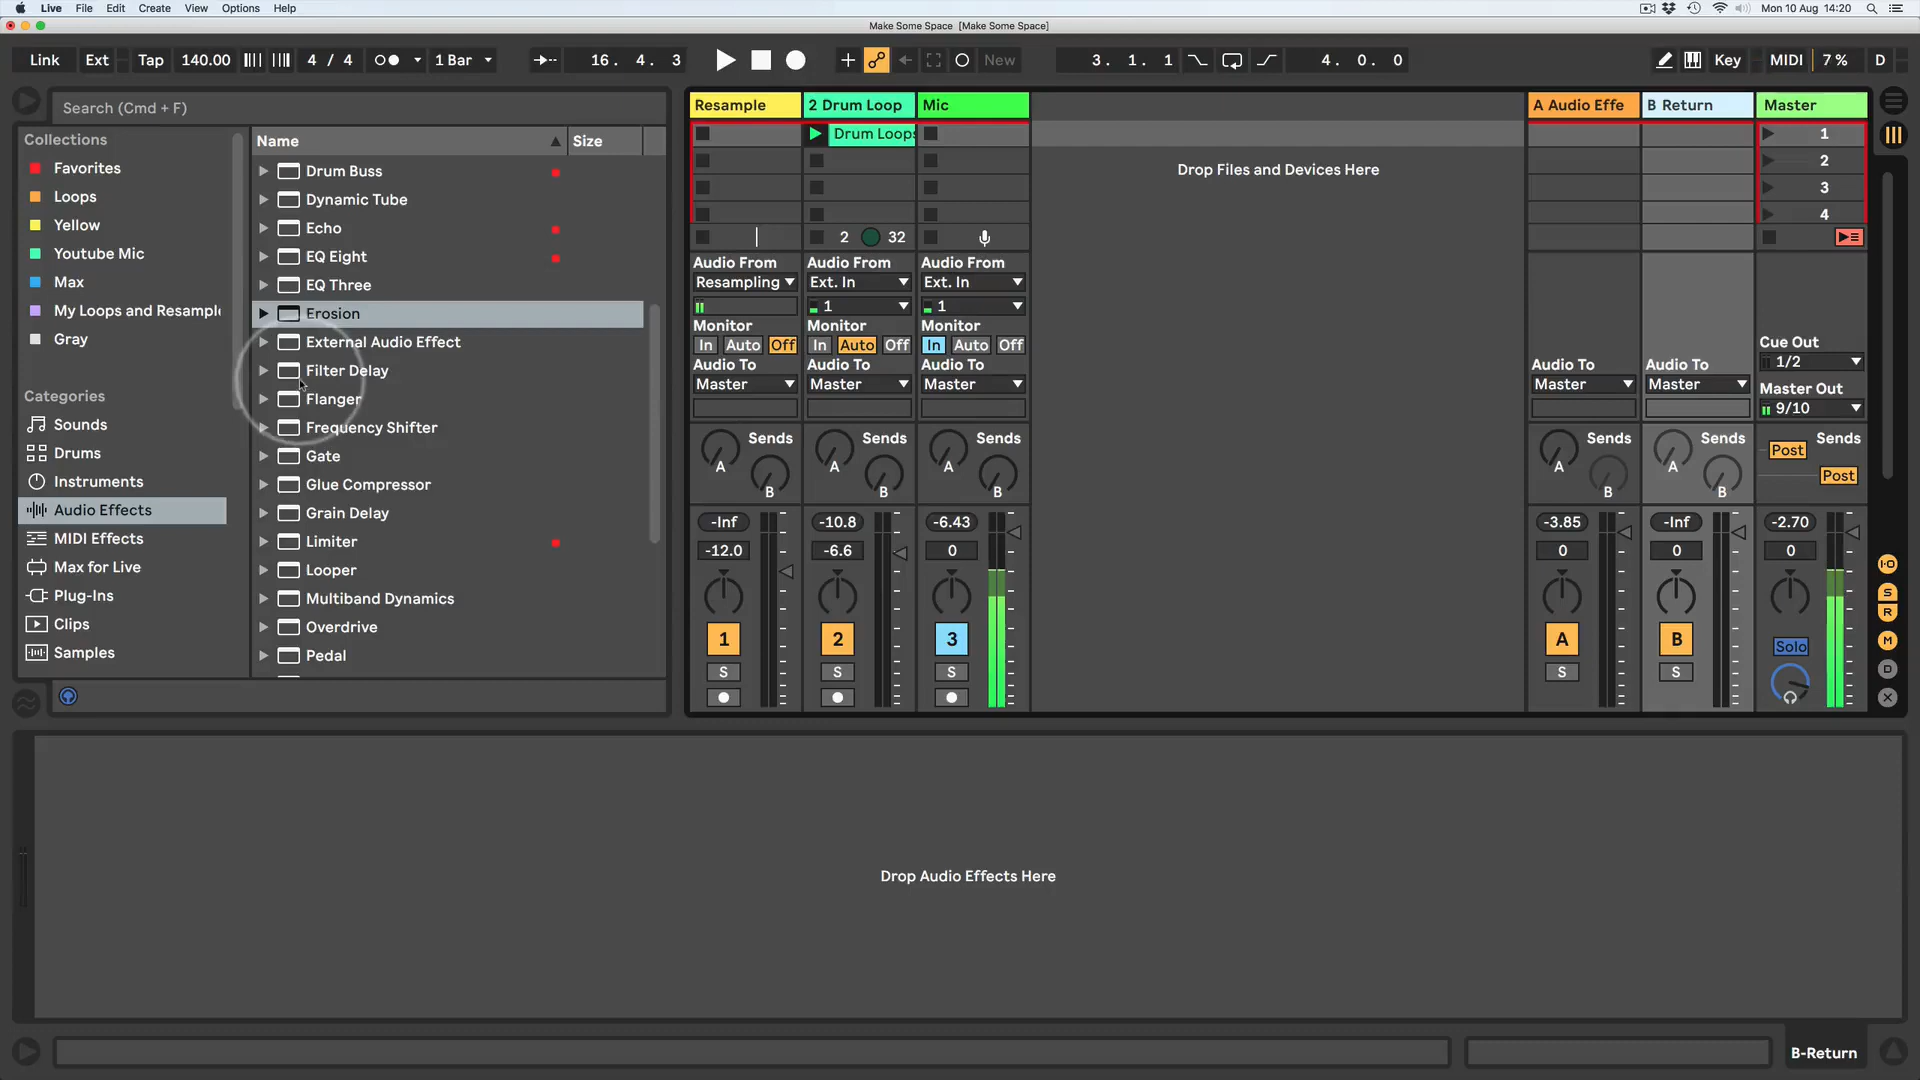 Live File Edit Create View Options Help Mon 10 Aug 14:20
Make Some Space [Make Some Space]
Link Ext Tap 140.00 4 / 4 1 Bar 16. 4. 3 New 3. 1. 1 4. 0. 0 Key MIDI 7 % D
Search (Cmd + F)
Collections
Favorites
Loops
Yellow
Youtube Mic
Max
My Loops and Resample
Gray
Categories
Sounds
Drums
Instruments
Audio Effects
MIDI Effects
Max for Live
Plug-Ins
Clips
Samples
Name Size
Drum Buss
Dynamic Tube
Echo
EQ Eight
EQ Three
Erosion
External Audio Effect
Filter Delay
Flanger
Frequency Shifter
Gate
Glue Compressor
Grain Delay
Limiter
Looper
Multiband Dynamics
Overdrive
Pedal
Resample 2 Drum Loop Mic A Audio Effe B Return Master
Drum Loops 1
2
3
4
Drop Files and Devices Here
2 32
Audio From Audio From Audio From
Resampling Ext. In Ext. In
1 1
Monitor Monitor Monitor
In Auto Off In Auto Off In Auto Off
Cue Out
1/2
Audio To Audio To Audio To Audio To Audio To
Master Master Master Master Master
Master Out
9/10
Sends Sends Sends Sends Sends Sends
A A A A A Post
B B B B B Post
-Inf -10.8 -6.43 -3.85 -Inf -2.70
-12.0 -6.6 0 0 0 0
1 2 3 A B Solo
S S S S S
I·O
S
R
M
D
X
Drop Audio Effects Here
B-Return